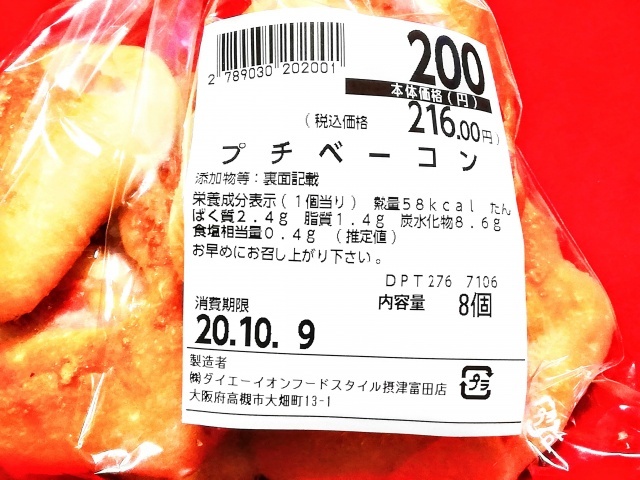 2 789030 202001
200
本体価格(円)
(税込価格 216.00円)
プチベーコン
添加物等：裏面記載
栄養成分表示(1個当り) 熱量58kcal たん
ぱく質2.4g 脂質1.4g 炭水化物8.6g
食塩相当量0.4g (推定値)
お早めにお召し上がり下さい。
DPT276 7106
消費期限 内容量 8個
20.10. 9
製造者
㈱ダイエーイオンフードスタイル摂津富田店
大阪府高槻市大畑町13-1
プラ